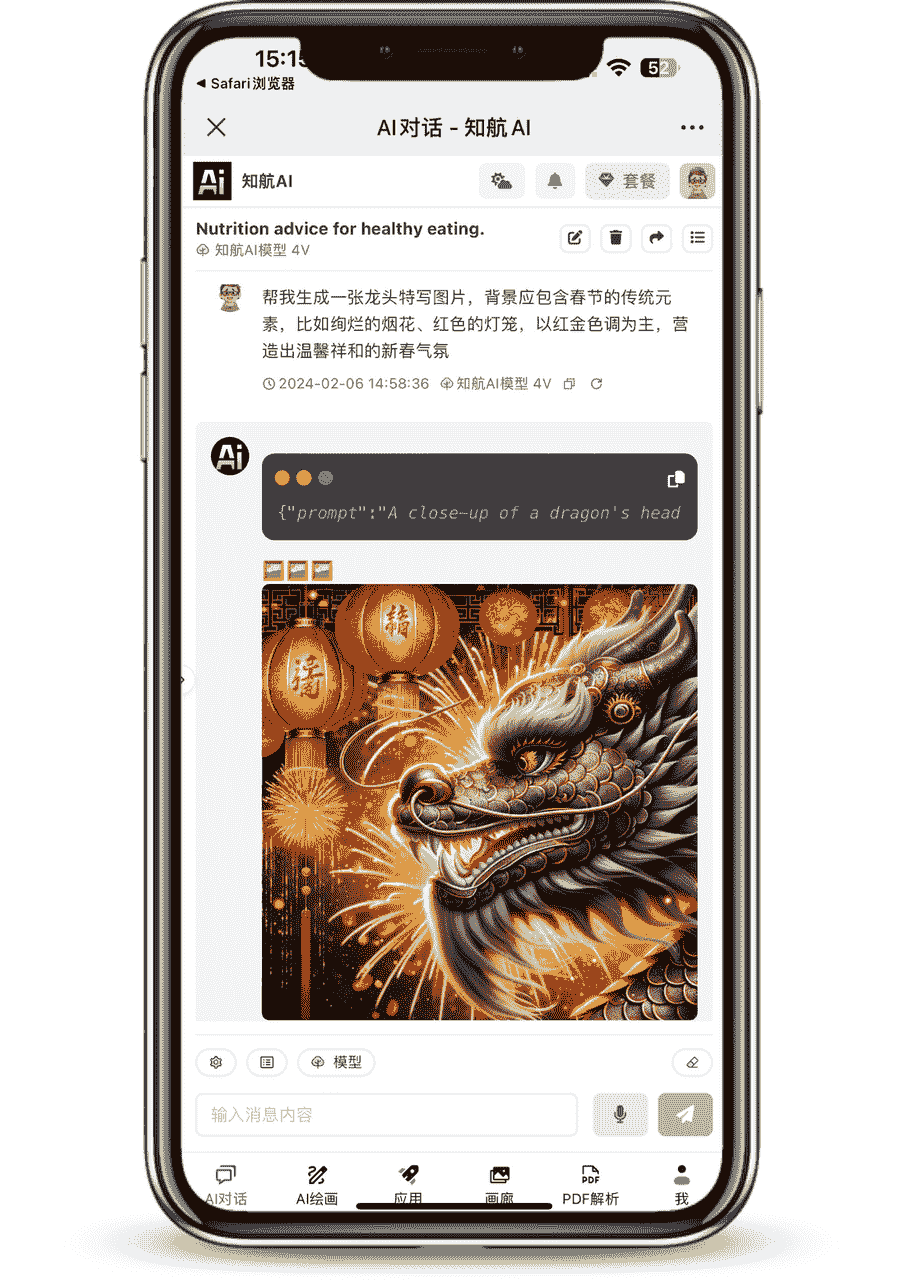 15:15
◀ Safari浏览器
52
AI对话 - 知航 AI
Ai 知航AI
套餐
Nutrition advice for healthy eating.
知航AI模型 4V
帮我生成一张龙头特写图片，背景应包含春节的传统元
素，比如绚烂的烟花、红色的灯笼，以红金色调为主，营
造出温馨祥和的新春气氛
2024-02-06 14:58:36 知航AI模型 4V
Ai
{"prompt":"A close-up of a dragon's head
模型
输入消息内容
AI对话 AI绘画 应用 画廊 PDF解析 我
PDF